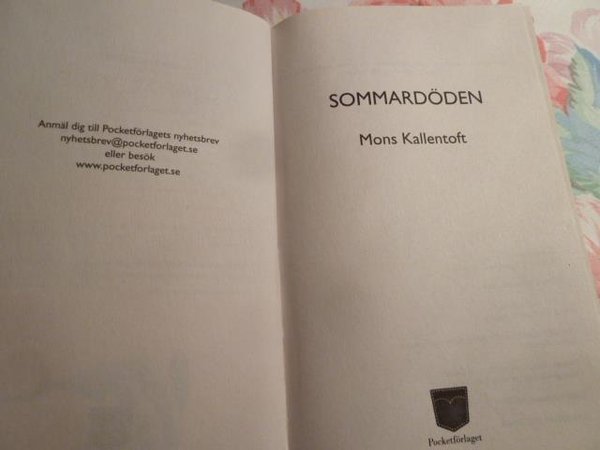 Anmäl dig till Pocketförlagets nyhetsbrev
nyhetsbrev@pocketforlaget.se
eller besök
www.pocketforlaget.se
SOMMARDÖDEN
Mons Kallentoft
Pocketförlaget